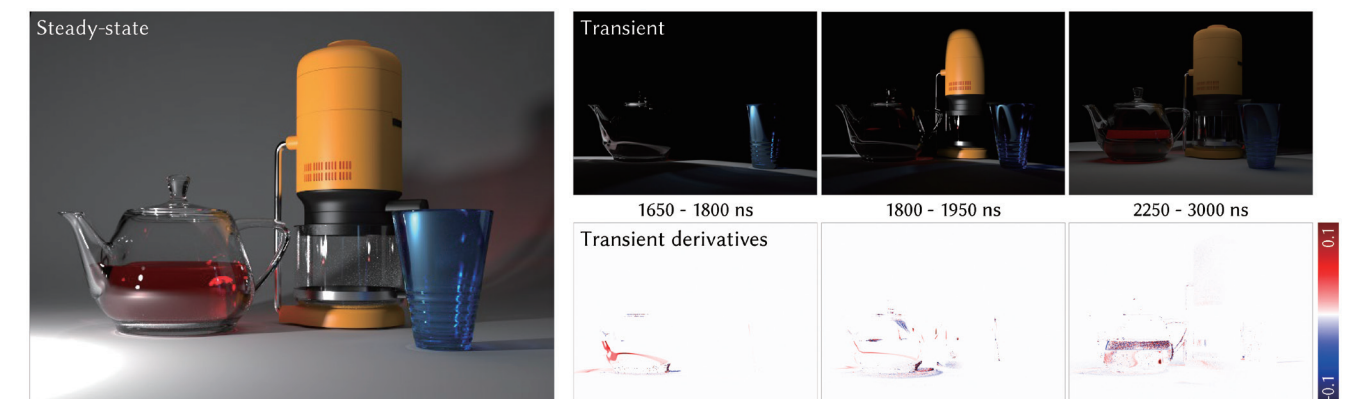 Steady-state
Transient
1650 - 1800 ns
1800 - 1950 ns
2250 - 3000 ns
Transient derivatives
0.1
-0.1